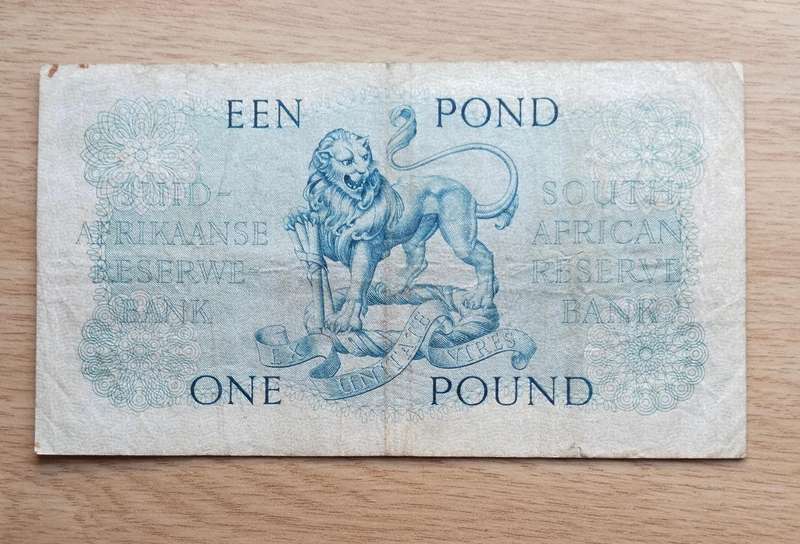 EEN POND
SUID-
AFRIKAANSE
RESERWE-
BANK
SOUTH
AFRICAN
RESERVE
BANK
EX UNITATE VIRES
ONE POUND